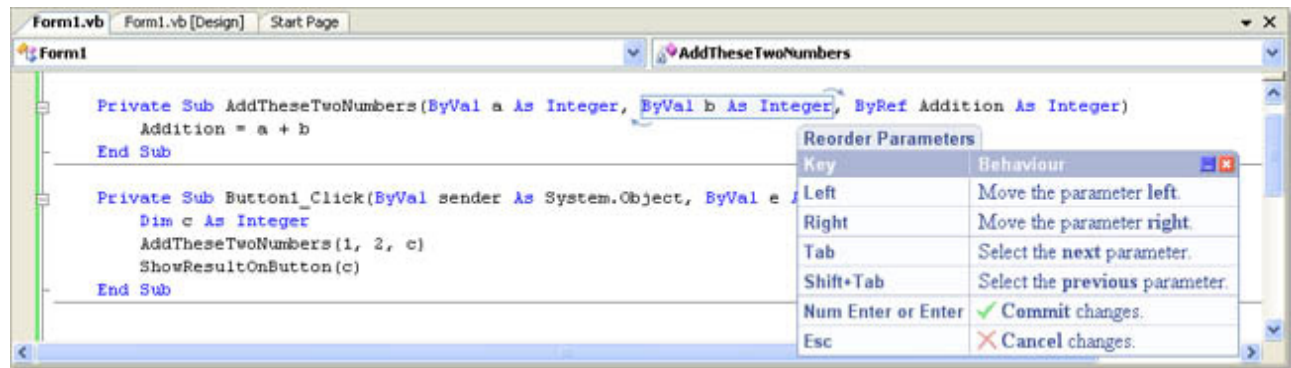 Form1.vb Form1.vb [Design] Start Page
Form1 AddTheseTwoNumbers
Private Sub AddTheseTwoNumbers(ByVal a As Integer, ByVal b As Integer, ByRef Addition As Integer)
Addition = a + b
End Sub
Private Sub Button1_Click(ByVal sender As System.Object, ByVal e
Dim c As Integer
AddTheseTwoNumbers(1, 2, c)
ShowResultOnButton(c)
End Sub
Reorder Parameters
Key Behaviour
Left Move the parameter left.
Right Move the parameter right.
Tab Select the next parameter.
Shift+Tab Select the previous parameter.
Num Enter or Enter Commit changes.
Esc Cancel changes.